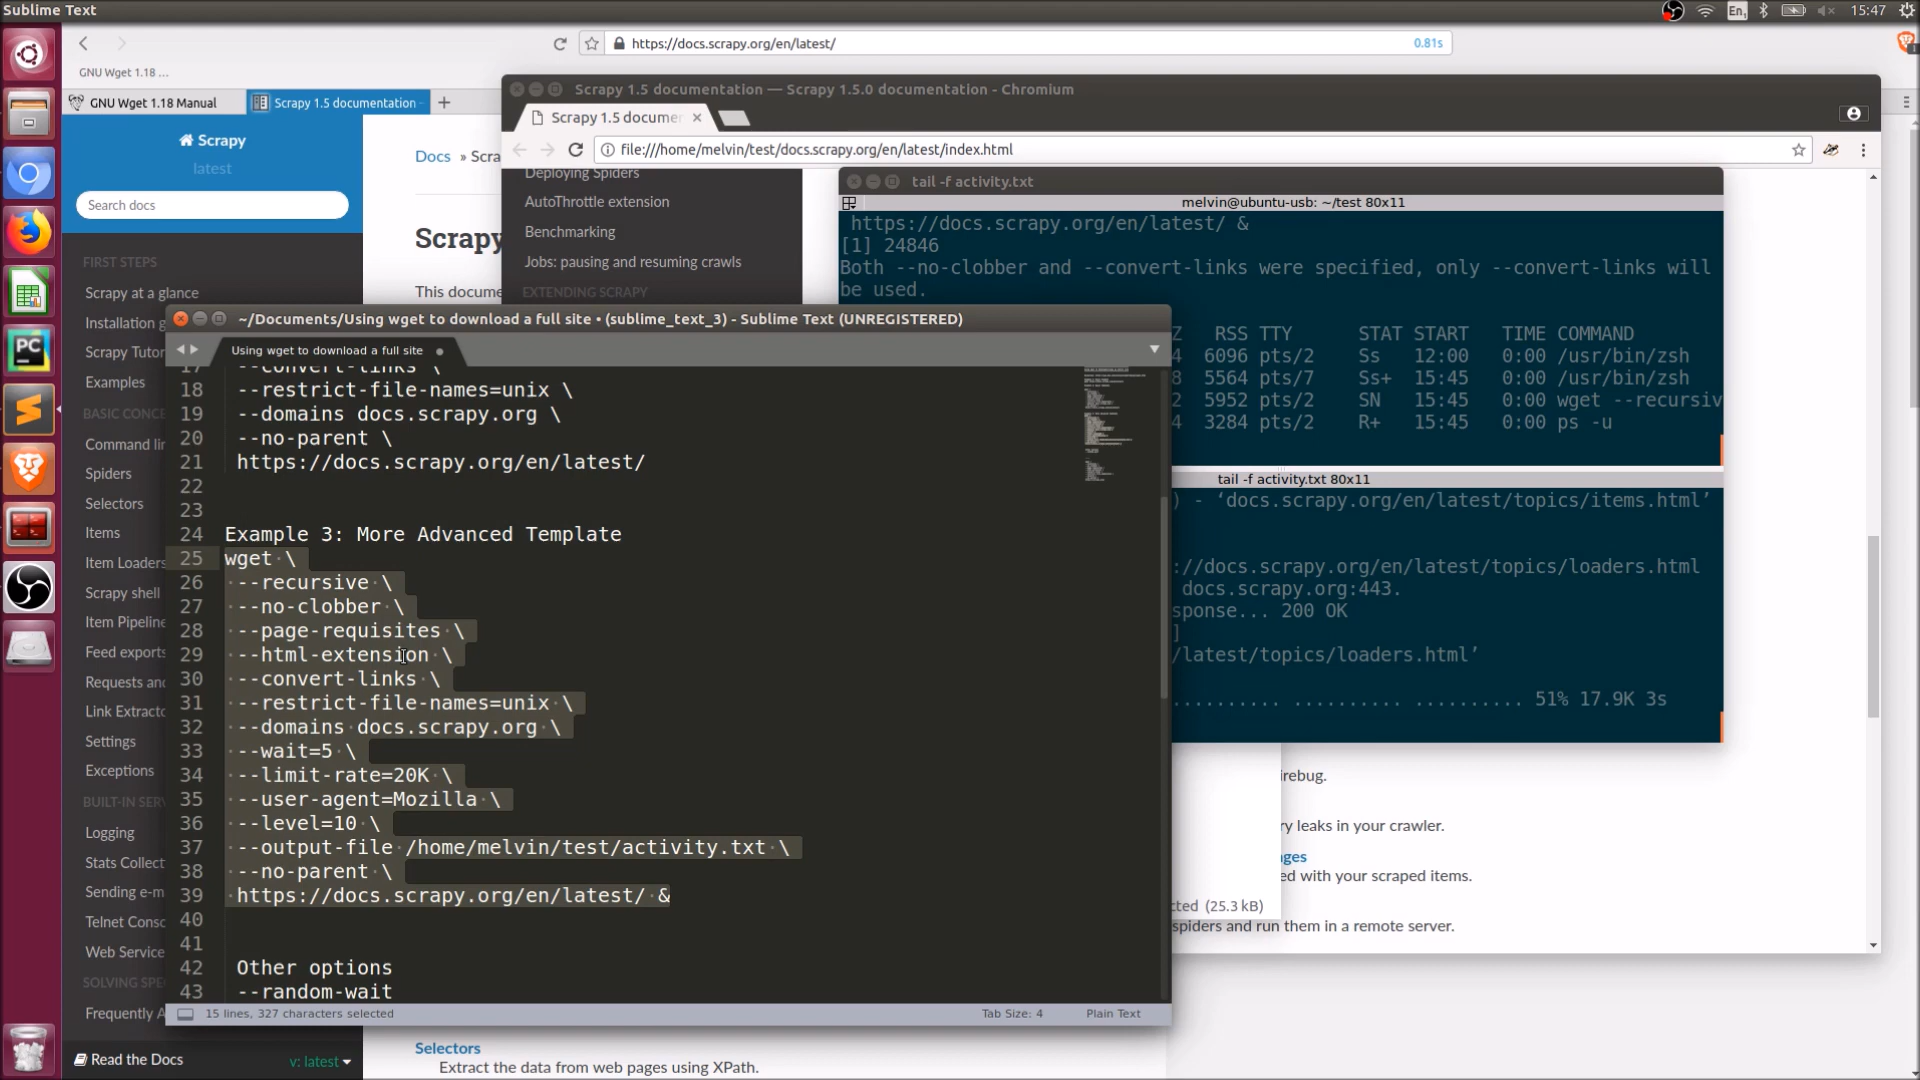 Sublime Text
En1
15:47
https://docs.scrapy.org/en/latest/
0.81s
GNU Wget 1.18 ...
GNU Wget 1.18 Manual
Scrapy 1.5 documentation -
Scrapy
latest
Search docs
FIRST STEPS
Scrapy at a glance
Installation g
Scrapy Tutor
Examples
BASIC CONCE
Command lin
Spiders
Selectors
Items
Item Loaders
Scrapy shell
Item Pipeline
Feed exports
Requests and
Link Extracto
Settings
Exceptions
BUILT-IN SERV
Logging
Stats Collect
Sending e-m
Telnet Conso
Web Service
SOLVING SPE
Frequently A
Read the Docs
v: latest
Docs » Scra
Scrapy
This docume
Scrapy 1.5 documentation — Scrapy 1.5.0 documentation - Chromium
Scrapy 1.5 documen
file:///home/melvin/test/docs.scrapy.org/en/latest/index.html
Deploying Spiders
AutoThrottle extension
Benchmarking
Jobs: pausing and resuming crawls
EXTENDING SCRAPY
tail -f activity.txt
melvin@ubuntu-usb: ~/test 80x11
https://docs.scrapy.org/en/latest/ &
[1] 24846
Both --no-clobber and --convert-links were specified, only --convert-links will
be used.
Z RSS TTY STAT START TIME COMMAND
4 6096 pts/2 Ss 12:00 0:00 /usr/bin/zsh
8 5564 pts/7 Ss+ 15:45 0:00 /usr/bin/zsh
2 5952 pts/2 SN 15:45 0:00 wget --recursiv
4 3284 pts/2 R+ 15:45 0:00 ps -u
tail -f activity.txt 80x11
) - ‘docs.scrapy.org/en/latest/topics/items.html’
://docs.scrapy.org/en/latest/topics/loaders.html
docs.scrapy.org:443.
sponse... 200 OK
]
/latest/topics/loaders.html’
.......... .......... .......... 51% 17.9K 3s
~/Documents/Using wget to download a full site • (sublime_text_3) - Sublime Text (UNREGISTERED)
Using wget to download a full site
17 --convert-links \
18 --restrict-file-names=unix \
19 --domains docs.scrapy.org \
20 --no-parent \
21 https://docs.scrapy.org/en/latest/
22
23
24 Example 3: More Advanced Template
25 wget \
26 --recursive \
27 --no-clobber \
28 --page-requisites \
29 --html-extension \
30 --convert-links \
31 --restrict-file-names=unix \
32 --domains docs.scrapy.org \
33 --wait=5 \
34 --limit-rate=20K \
35 --user-agent=Mozilla \
36 --level=10 \
37 --output-file /home/melvin/test/activity.txt \
38 --no-parent \
39 https://docs.scrapy.org/en/latest/ &
40
41
42 Other options
43 --random-wait
15 lines, 327 characters selected
Tab Size: 4
Plain Text
irebug.
ry leaks in your crawler.
ges
ed with your scraped items.
cted (25.3 kB)
spiders and run them in a remote server.
Selectors
Extract the data from web pages using XPath.
PC